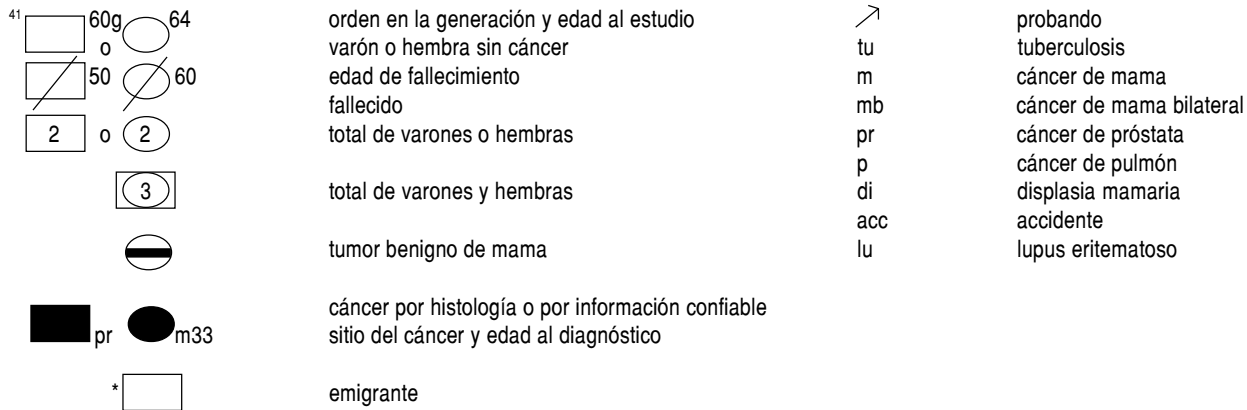 41 60g 64 orden en la generación y edad al estudio probando
o varón o hembra sin cáncer tu tuberculosis
50 60 edad de fallecimiento m cáncer de mama
fallecido mb cáncer de mama bilateral
2 o 2 total de varones o hembras pr cáncer de próstata
p cáncer de pulmón
3 total de varones y hembras di displasia mamaria
acc accidente
tumor benigno de mama lu lupus eritematoso
cáncer por histología o por información confiable
pr m33 sitio del cáncer y edad al diagnóstico
* emigrante